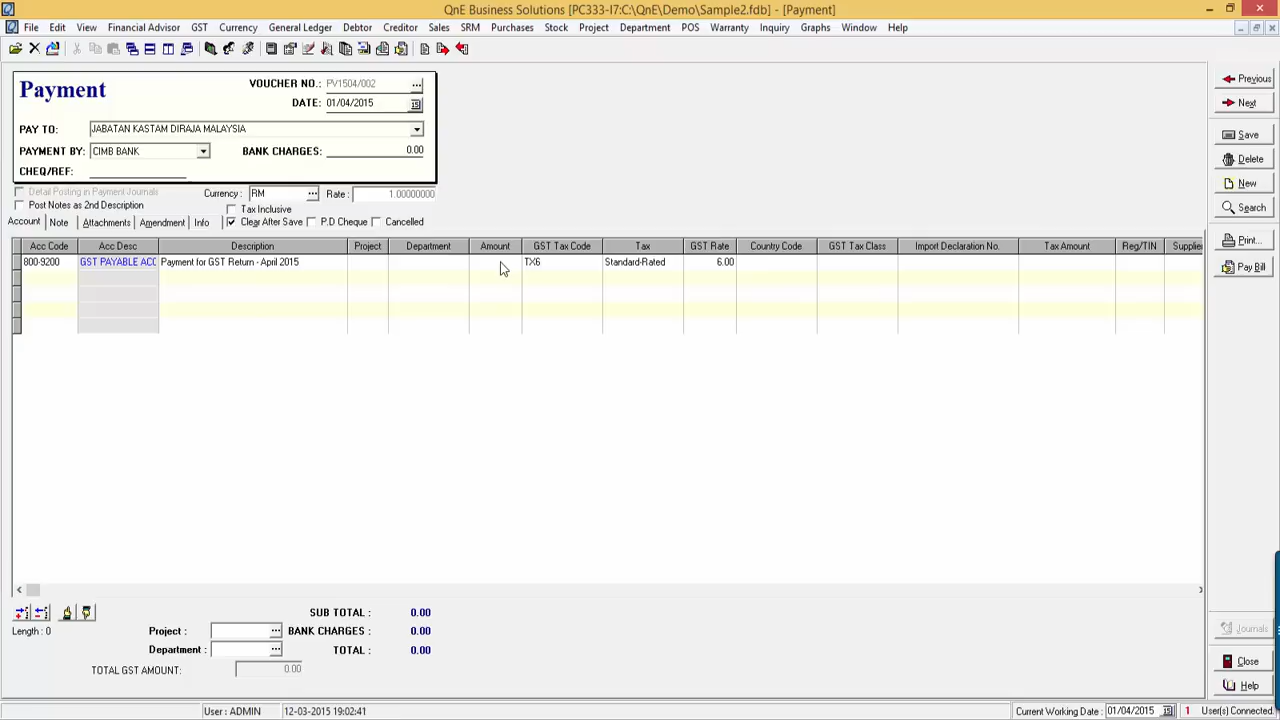 QnE Business Solutions [PC333-I7:C:\QnE\Demo\Sample2.fdb] - [Payment]
File Edit View Financial Advisor GST Currency General Ledger Debtor Creditor Sales SRM Purchases Stock Project Department POS Warranty Inquiry Graphs Window Help
Payment
VOUCHER NO.: PV1504/002 ...
DATE: 01/04/2015
PAY TO: JABATAN KASTAM DIRAJA MALAYSIA
PAYMENT BY: CIMB BANK BANK CHARGES: 0.00
CHEQ/REF:
Detail Posting in Payment Journals Currency: RM ... Rate: 1.00000000
Post Notes as 2nd Description Tax Inclusive
Account Note Attachments Amendment Info Clear After Save P.D Cheque Cancelled
Acc Code Acc Desc Description Project Department Amount GST Tax Code Tax GST Rate Country Code GST Tax Class Import Declaration No. Tax Amount Reg/TIN Supplie
800-9200 GST PAYABLE ACC Payment for GST Return - April 2015 TX6 Standard-Rated 6.00
Previous
Next
Save
Delete
New
Search
Print...
Pay Bill
SUB TOTAL : 0.00
Length : 0 Project : ... BANK CHARGES : 0.00
Department : ... TOTAL : 0.00
TOTAL GST AMOUNT: 0.00
Journals
Close
Help
User : ADMIN 12-03-2015 19:02:41 Current Working Date : 01/04/2015 1 User(s) Connected.